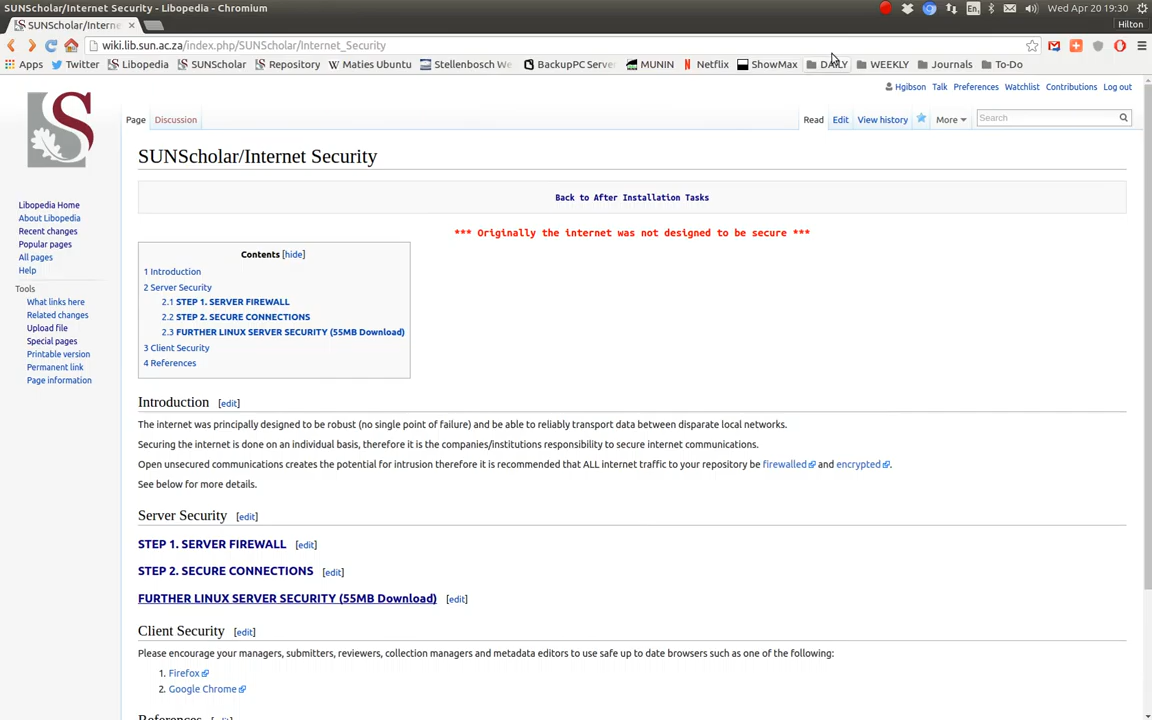 SUNScholar/Internet Security - Libopedia - Chromium
En
Wed Apr 20 19:30
SUNScholar/Interne
Hilton
wiki.lib.sun.ac.za/index.php/SUNScholar/Internet_Security
Apps Twitter Libopedia SUNScholar Repository Maties Ubuntu Stellenbosch We BackupPC Serve MUNIN Netflix ShowMax DAILY WEEKLY Journals To-Do
Hgibson Talk Preferences Watchlist Contributions Log out
Page Discussion Read Edit View history More Search
S
SUNScholar/Internet Security
Back to After Installation Tasks
*** Originally the internet was not designed to be secure ***
Libopedia Home
About Libopedia
Recent changes
Popular pages
All pages
Help
Tools
What links here
Related changes
Upload file
Special pages
Printable version
Permanent link
Page information
Contents [hide]
1 Introduction
2 Server Security
2.1 STEP 1. SERVER FIREWALL
2.2 STEP 2. SECURE CONNECTIONS
2.3 FURTHER LINUX SERVER SECURITY (55MB Download)
3 Client Security
4 References
Introduction [edit]
The internet was principally designed to be robust (no single point of failure) and be able to reliably transport data between disparate local networks.
Securing the internet is done on an individual basis, therefore it is the companies/institutions responsibility to secure internet communications.
Open unsecured communications creates the potential for intrusion therefore it is recommended that ALL internet traffic to your repository be firewalled and encrypted.
See below for more details.
Server Security [edit]
STEP 1. SERVER FIREWALL [edit]
STEP 2. SECURE CONNECTIONS [edit]
FURTHER LINUX SERVER SECURITY (55MB Download) [edit]
Client Security [edit]
Please encourage your managers, submitters, reviewers, collection managers and metadata editors to use safe up to date browsers such as one of the following:
1. Firefox
2. Google Chrome
References [edit]